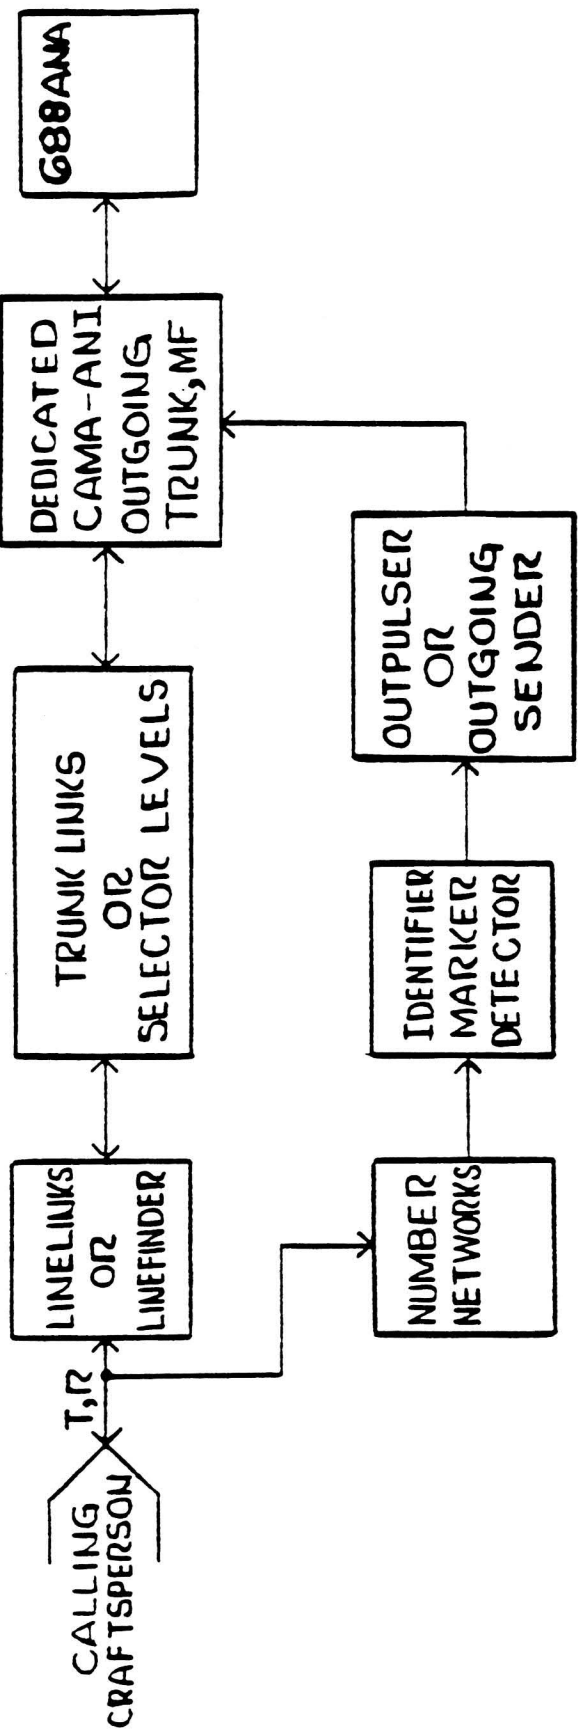 CALLING
CRAFTSPERSON
T,R
LINELINKS
OR
LINEFINDER
TRUNK LINKS
OR
SELECTOR LEVELS
DEDICATED
CAMA-ANI
OUTGOING
TRUNK, MF
688ANA
NUMBER
NETWORKS
IDENTIFIER
MARKER
DETECTOR
OUTPULSER
OR
OUTGOING
SENDER